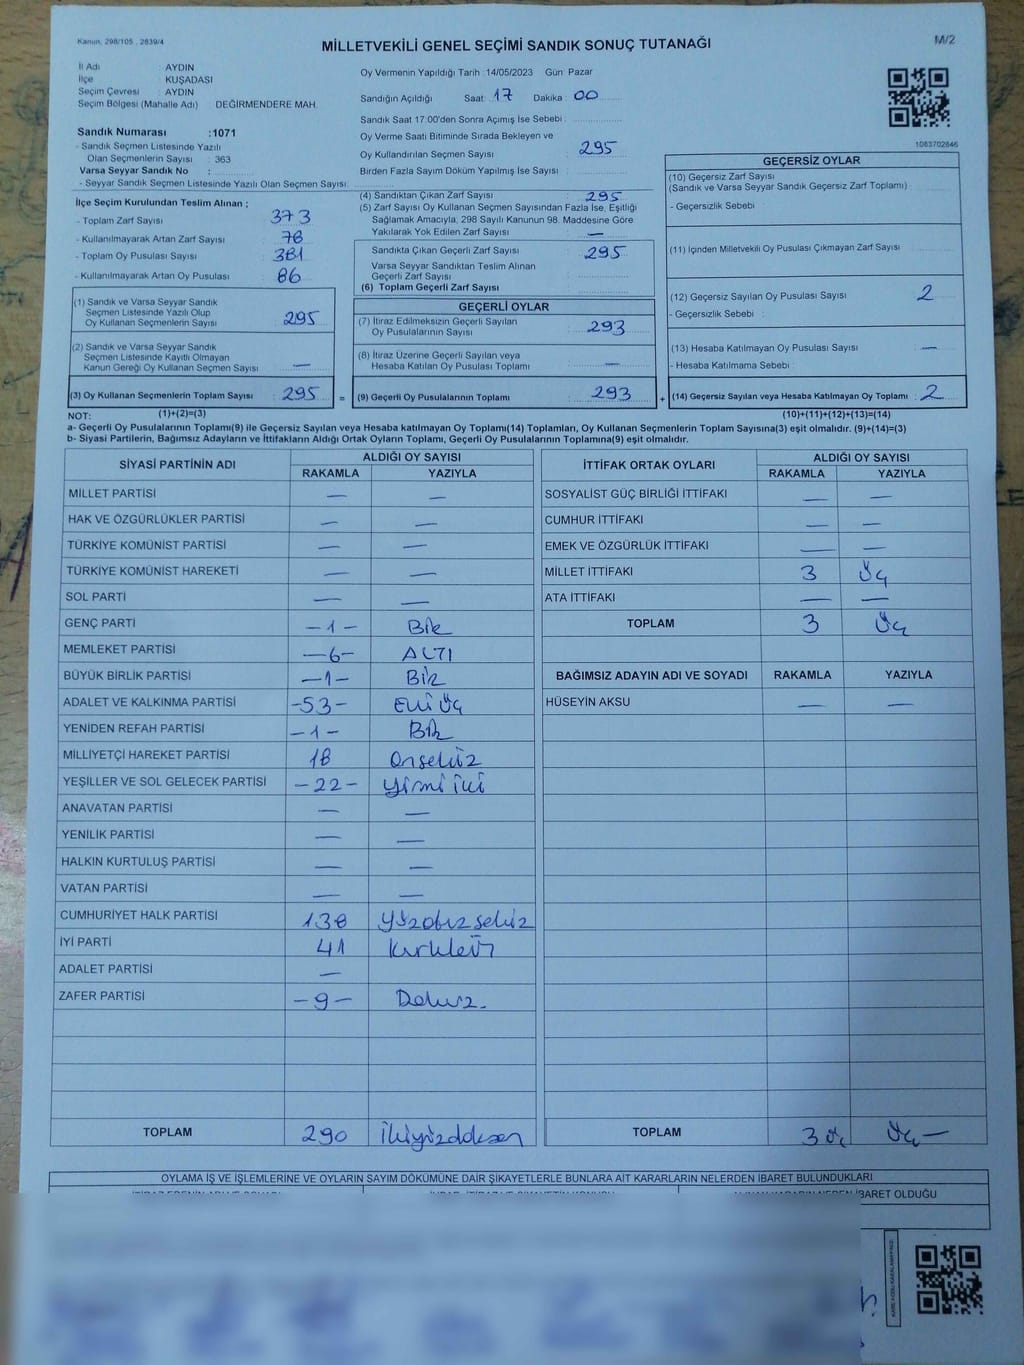 Kanun, 298/105 , 2839/4
MİLLETVEKİLİ GENEL SEÇİMİ SANDIK SONUÇ TUTANAĞI
M/2
İl Adı : AYDIN
İlçe : KUŞADASI
Seçim Çevresi : AYDIN
Seçim Bölgesi (Mahalle Adı) : DEĞİRMENDERE MAH.
Oy Vermenin Yapıldığı Tarih :14/05/2023 Gün: Pazar
Sandığın Açıldığı Saat: 17 Dakika : 00
Sandık Saat 17.00'den Sonra Açımış İse Sebebi :
Oy Verme Saati Bitiminde Sırada Bekleyen ve
Oy Kullandırılan Seçmen Sayısı : 295
Birden Fazla Sayım Döküm Yapılmış İse Sayısı :
Sandık Numarası :1071
- Sandık Seçmen Listesinde Yazılı
Olan Seçmenlerin Sayısı : 363
Varsa Seyyar Sandık No :
- Seyyar Sandık Seçmen Listesinde Yazılı Olan Seçmen Sayısı:
İlçe Seçim Kurulundan Teslim Alınan ;
- Toplam Zarf Sayısı : 373
- Kullanılmayarak Artan Zarf Sayısı : 78
- Toplam Oy Pusulası Sayısı : 381
- Kullanılmayarak Artan Oy Pusulası : 86
(4) Sandıktan Çıkan Zarf Sayısı : 295
(5) Zarf Sayısı Oy Kullanan Seçmen Sayısından Fazla İse, Eşitliği
Sağlamak Amacıyla, 298 Sayılı Kanunun 98. Maddesine Göre
Yakılarak Yok Edilen Zarf Sayısı : —
Sandıkta Çıkan Geçerli Zarf Sayısı : 295
Varsa Seyyar Sandıktan Teslim Alınan
Geçerli Zarf Sayısı
(6) Toplam Geçerli Zarf Sayısı
1063702846
GEÇERSİZ OYLAR
(10) Geçersiz Zarf Sayısı
(Sandık ve Varsa Seyyar Sandık Geçersiz Zarf Toplamı) :
- Geçersizlik Sebebi :
(11) İçinden Milletvekili Oy Pusulası Çıkmayan Zarf Sayısı :
(12) Geçersiz Sayılan Oy Pusulası Sayısı : 2
- Geçersizlik Sebebi :
(13) Hesaba Katılmayan Oy Pusulası Sayısı : —
- Hesaba Katılmama Sebebi :
(14) Geçersiz Sayılan veya Hesaba Katılmayan Oy Toplamı : 2
(1) Sandık ve Varsa Seyyar Sandık
Seçmen Listesinde Yazılı Olup
Oy Kullanan Seçmenlerin Sayısı : 295
(2) Sandık ve Varsa Seyyar Sandık
Seçmen Listesinde Kayıtlı Olmayan
Kanun Gereği Oy Kullanan Seçmen Sayısı : —
(3) Oy Kullanan Seçmenlerin Toplam Sayısı : 295
=
GEÇERLİ OYLAR
(7) İtiraz Edilmeksizin Geçerli Sayılan
Oy Pusulalarının Sayısı : 293
(8) İtiraz Üzerine Geçerli Sayılan veya
Hesaba Katılan Oy Pusulası Toplamı : —
(9) Geçerli Oy Pusulalarının Toplamı : 293
+
NOT: (1)+(2)=(3) (10)+(11)+(12)+(13)=(14)
a- Geçerli Oy Pusulalarının Toplamı(9) ile Geçersiz Sayılan veya Hesaba katılmayan Oy Toplamı(14) Toplamları, Oy Kullanan Seçmenlerin Toplam Sayısına(3) eşit olmalıdır. (9)+(14)=(3)
b- Siyasi Partilerin, Bağımsız Adayların ve İttifakların Aldığı Ortak Oyların Toplamı, Geçerli Oy Pusulalarının Toplamına(9) eşit olmalıdır.
SİYASİ PARTİNİN ADI ALDIĞI OY SAYISI
RAKAMLA YAZIYLA
MİLLET PARTİSİ — —
HAK VE ÖZGÜRLÜKLER PARTİSİ — —
TÜRKİYE KOMÜNİST PARTİSİ — —
TÜRKİYE KOMÜNİST HAREKETİ — —
SOL PARTİ — —
GENÇ PARTİ —1— Bir
MEMLEKET PARTİSİ —6— ALTI
BÜYÜK BİRLİK PARTİSİ —1— Bir
ADALET VE KALKINMA PARTİSİ —53— Elli Üç
YENİDEN REFAH PARTİSİ —1— Bir
MİLLİYETÇİ HAREKET PARTİSİ 18 Onsekiz
YEŞİLLER VE SOL GELECEK PARTİSİ —22— Yirmi iki
ANAVATAN PARTİSİ — —
YENİLİK PARTİSİ — —
HALKIN KURTULUŞ PARTİSİ — —
VATAN PARTİSİ — —
CUMHURİYET HALK PARTİSİ 138 Yüzotuzsekiz
İYİ PARTİ 41 Kırkbir
ADALET PARTİSİ —
ZAFER PARTİSİ —9— Dokuz.
TOPLAM 290 İkiyüzdoksan
İTTİFAK ORTAK OYLARI ALDIĞI OY SAYISI
RAKAMLA YAZIYLA
SOSYALİST GÜÇ BİRLİĞİ İTTİFAKI — —
CUMHUR İTTİFAKI — —
EMEK VE ÖZGÜRLÜK İTTİFAKI — —
MİLLET İTTİFAKI 3 Üç
ATA İTTİFAKI — —
TOPLAM 3 Üç
BAĞIMSIZ ADAYIN ADI VE SOYADI RAKAMLA YAZIYLA
HÜSEYİN AKSU — —
TOPLAM 3 Üç Üç —
OYLAMA İŞ VE İŞLEMLERİNE VE OYLARIN SAYIM DÖKÜMÜNE DAİR ŞİKAYETLERLE BUNLARA AİT KARARLARIN NELERDEN İBARET BULUNDUKLARI
İBARET OLDUĞU